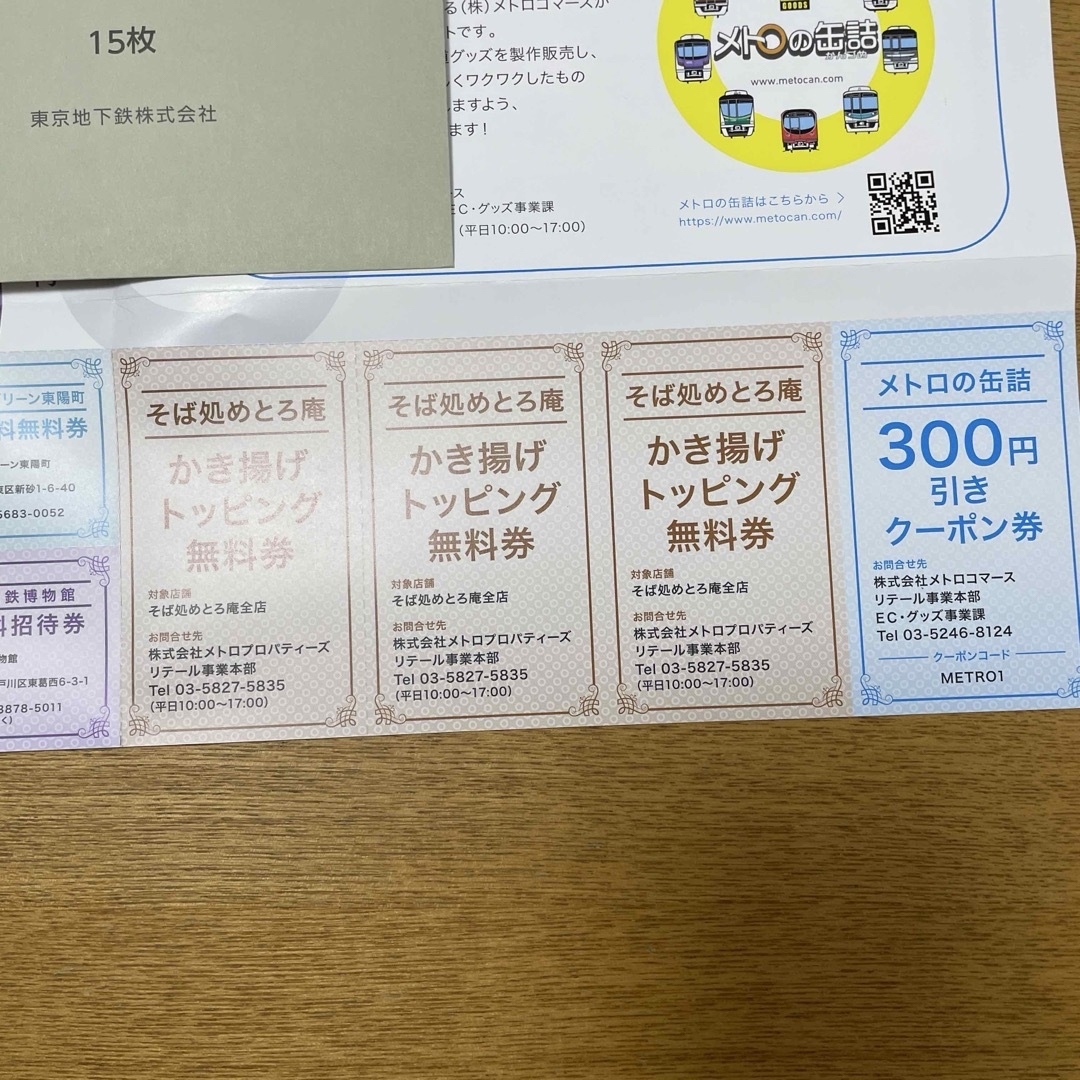 15枚
東京地下鉄株式会社
る(株)メトロコマースが
トです。
グッズを製作販売し、
くワクワクしたもの
しますよう、
ます!
ース
EC・グッズ事業課
(平日10:00〜17:00)
GOODS
メトロの缶詰
かんづめ
www.metocan.com
メトロの缶詰はこちらから >
https://www.metocan.com/
リーン東陽町
料無料券
リーン東陽町
東区新砂1-6-40
5683-0052
鉄博物館
料招待券
物館
戸川区東葛西6-3-1
3878-5011
く)
そば処めとろ庵
かき揚げ
トッピング
無料券
対象店舗
そば処めとろ庵全店
お問合せ先
株式会社メトロプロパティーズ
リテール事業本部
Tel 03-5827-5835
(平日10:00〜17:00)
そば処めとろ庵
かき揚げ
トッピング
無料券
対象店舗
そば処めとろ庵全店
お問合せ先
株式会社メトロプロパティーズ
リテール事業本部
Tel 03-5827-5835
(平日10:00〜17:00)
そば処めとろ庵
かき揚げ
トッピング
無料券
対象店舗
そば処めとろ庵全店
お問合せ先
株式会社メトロプロパティーズ
リテール事業本部
Tel 03-5827-5835
(平日10:00〜17:00)
メトロの缶詰
300円
引き
クーポン券
お問合せ先
株式会社メトロコマース
リテール事業本部
EC・グッズ事業課
Tel 03-5246-8124
クーポンコード
METRO1